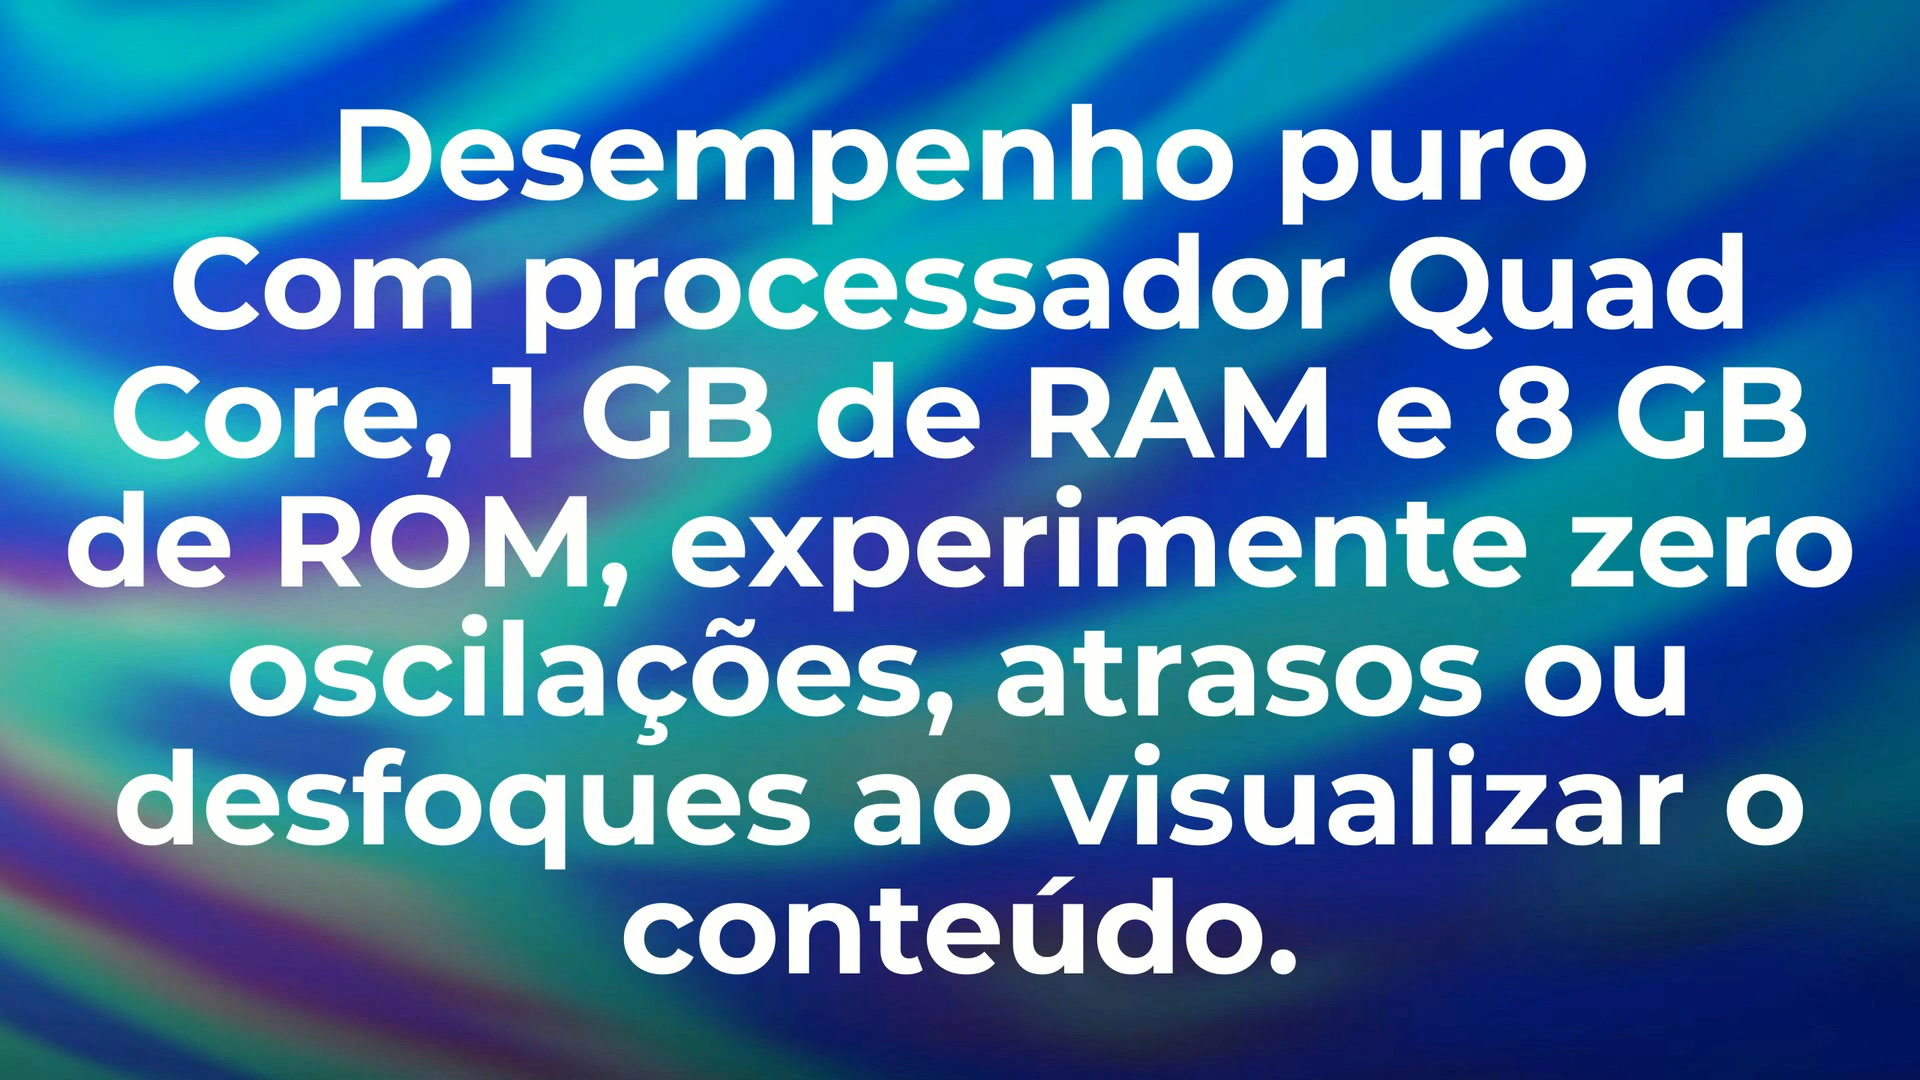 Desempenho puro
Com processador Quad
Core, 1 GB de RAM e 8 GB
de ROM, experimente zero
oscilações, atrasos ou
desfoques ao visualizar o
conteúdo.